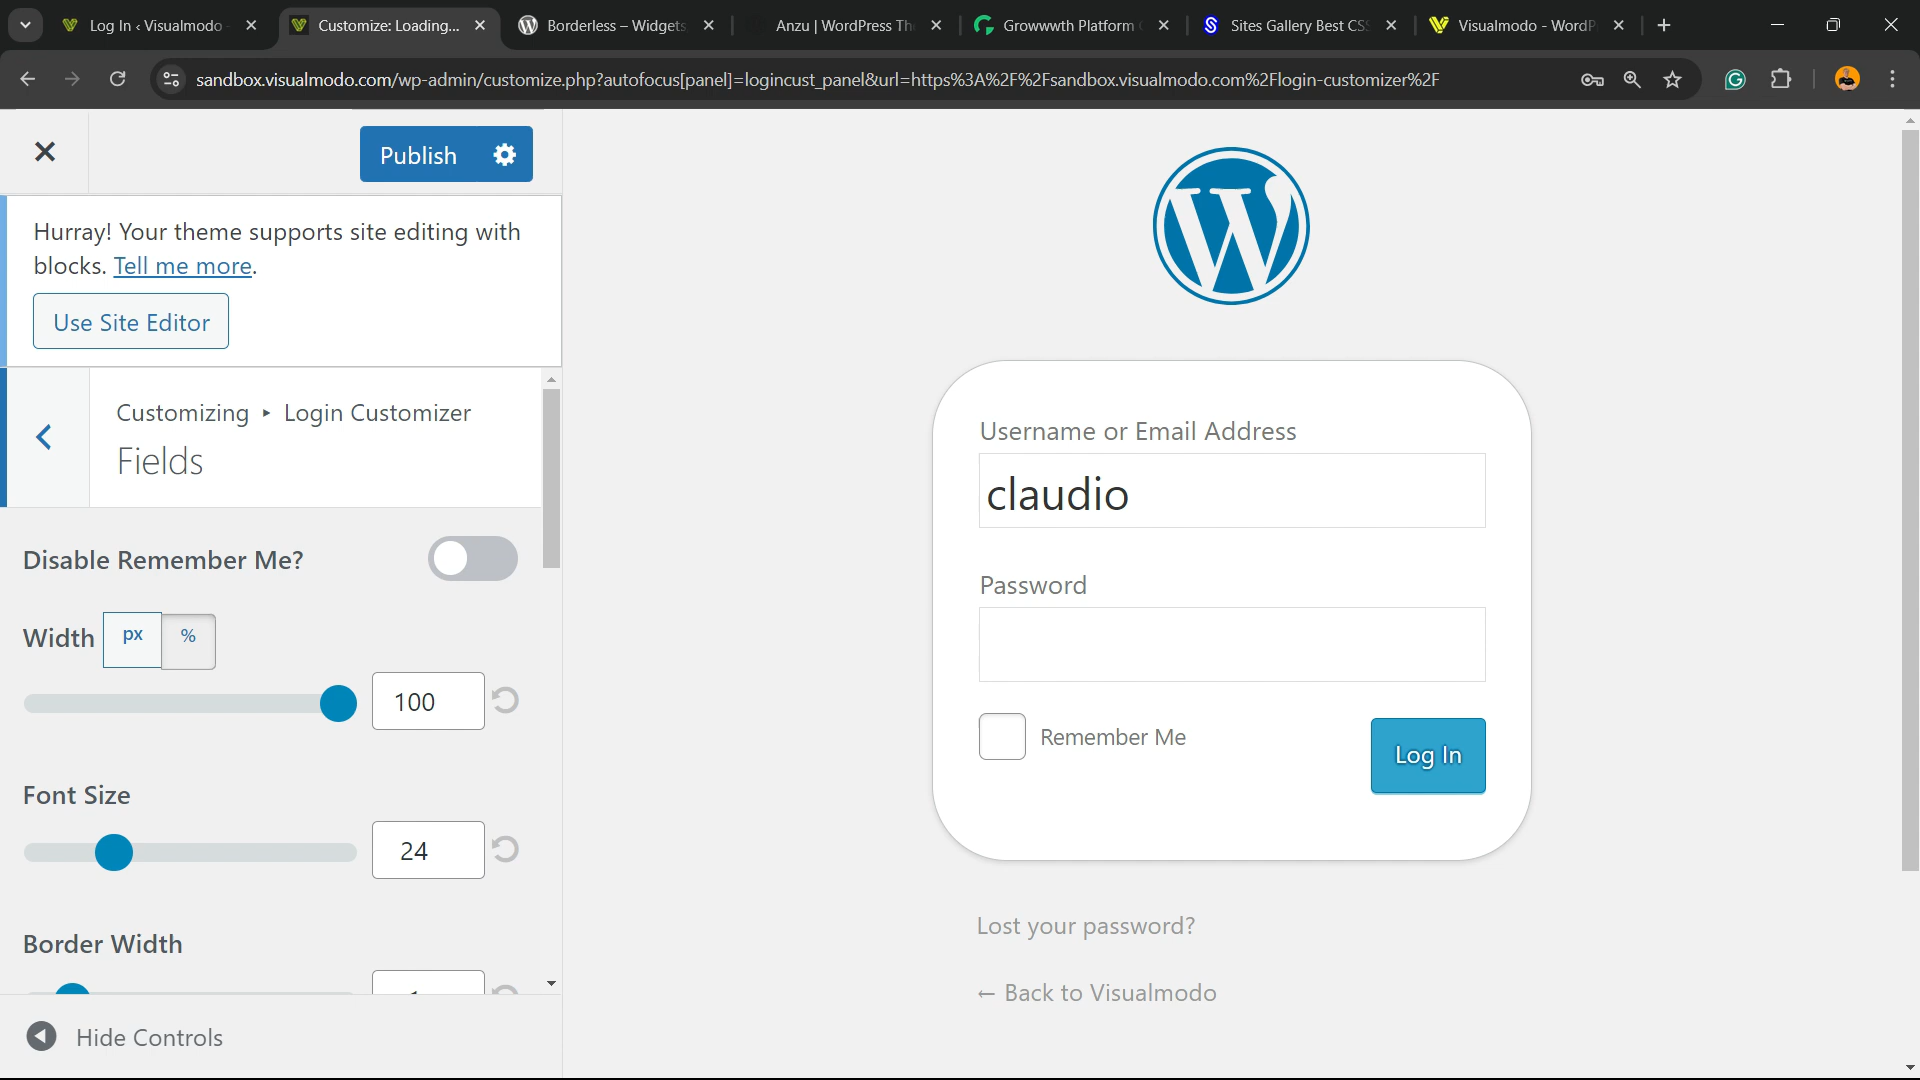 Log In ‹ Visualmodo
Customize: Loading...
Borderless – Widgets
Anzu | WordPress Th
Growwwth Platform
Sites Gallery Best CSS
Visualmodo - WordP
sandbox.visualmodo.com/wp-admin/customize.php?autofocus[panel]=logincust_panel&url=https%3A%2F%2Fsandbox.visualmodo.com%2Flogin-customizer%2F
Publish
Hurray! Your theme supports site editing with
blocks. Tell me more.
Use Site Editor
Customizing ▸ Login Customizer
Fields
Disable Remember Me?
Width px %
100
Font Size
24
Border Width
Hide Controls
Username or Email Address
claudio
Password
Remember Me
Log In
Lost your password?
← Back to Visualmodo